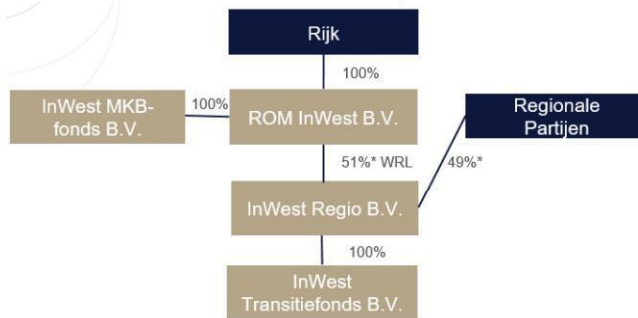 Rijk
100%
InWest MKB-
fonds B.V.
100%
ROM InWest B.V.
Regionale
Partijen
51%* WRL
49%*
InWest Regio B.V.
100%
InWest
Transitiefonds B.V.